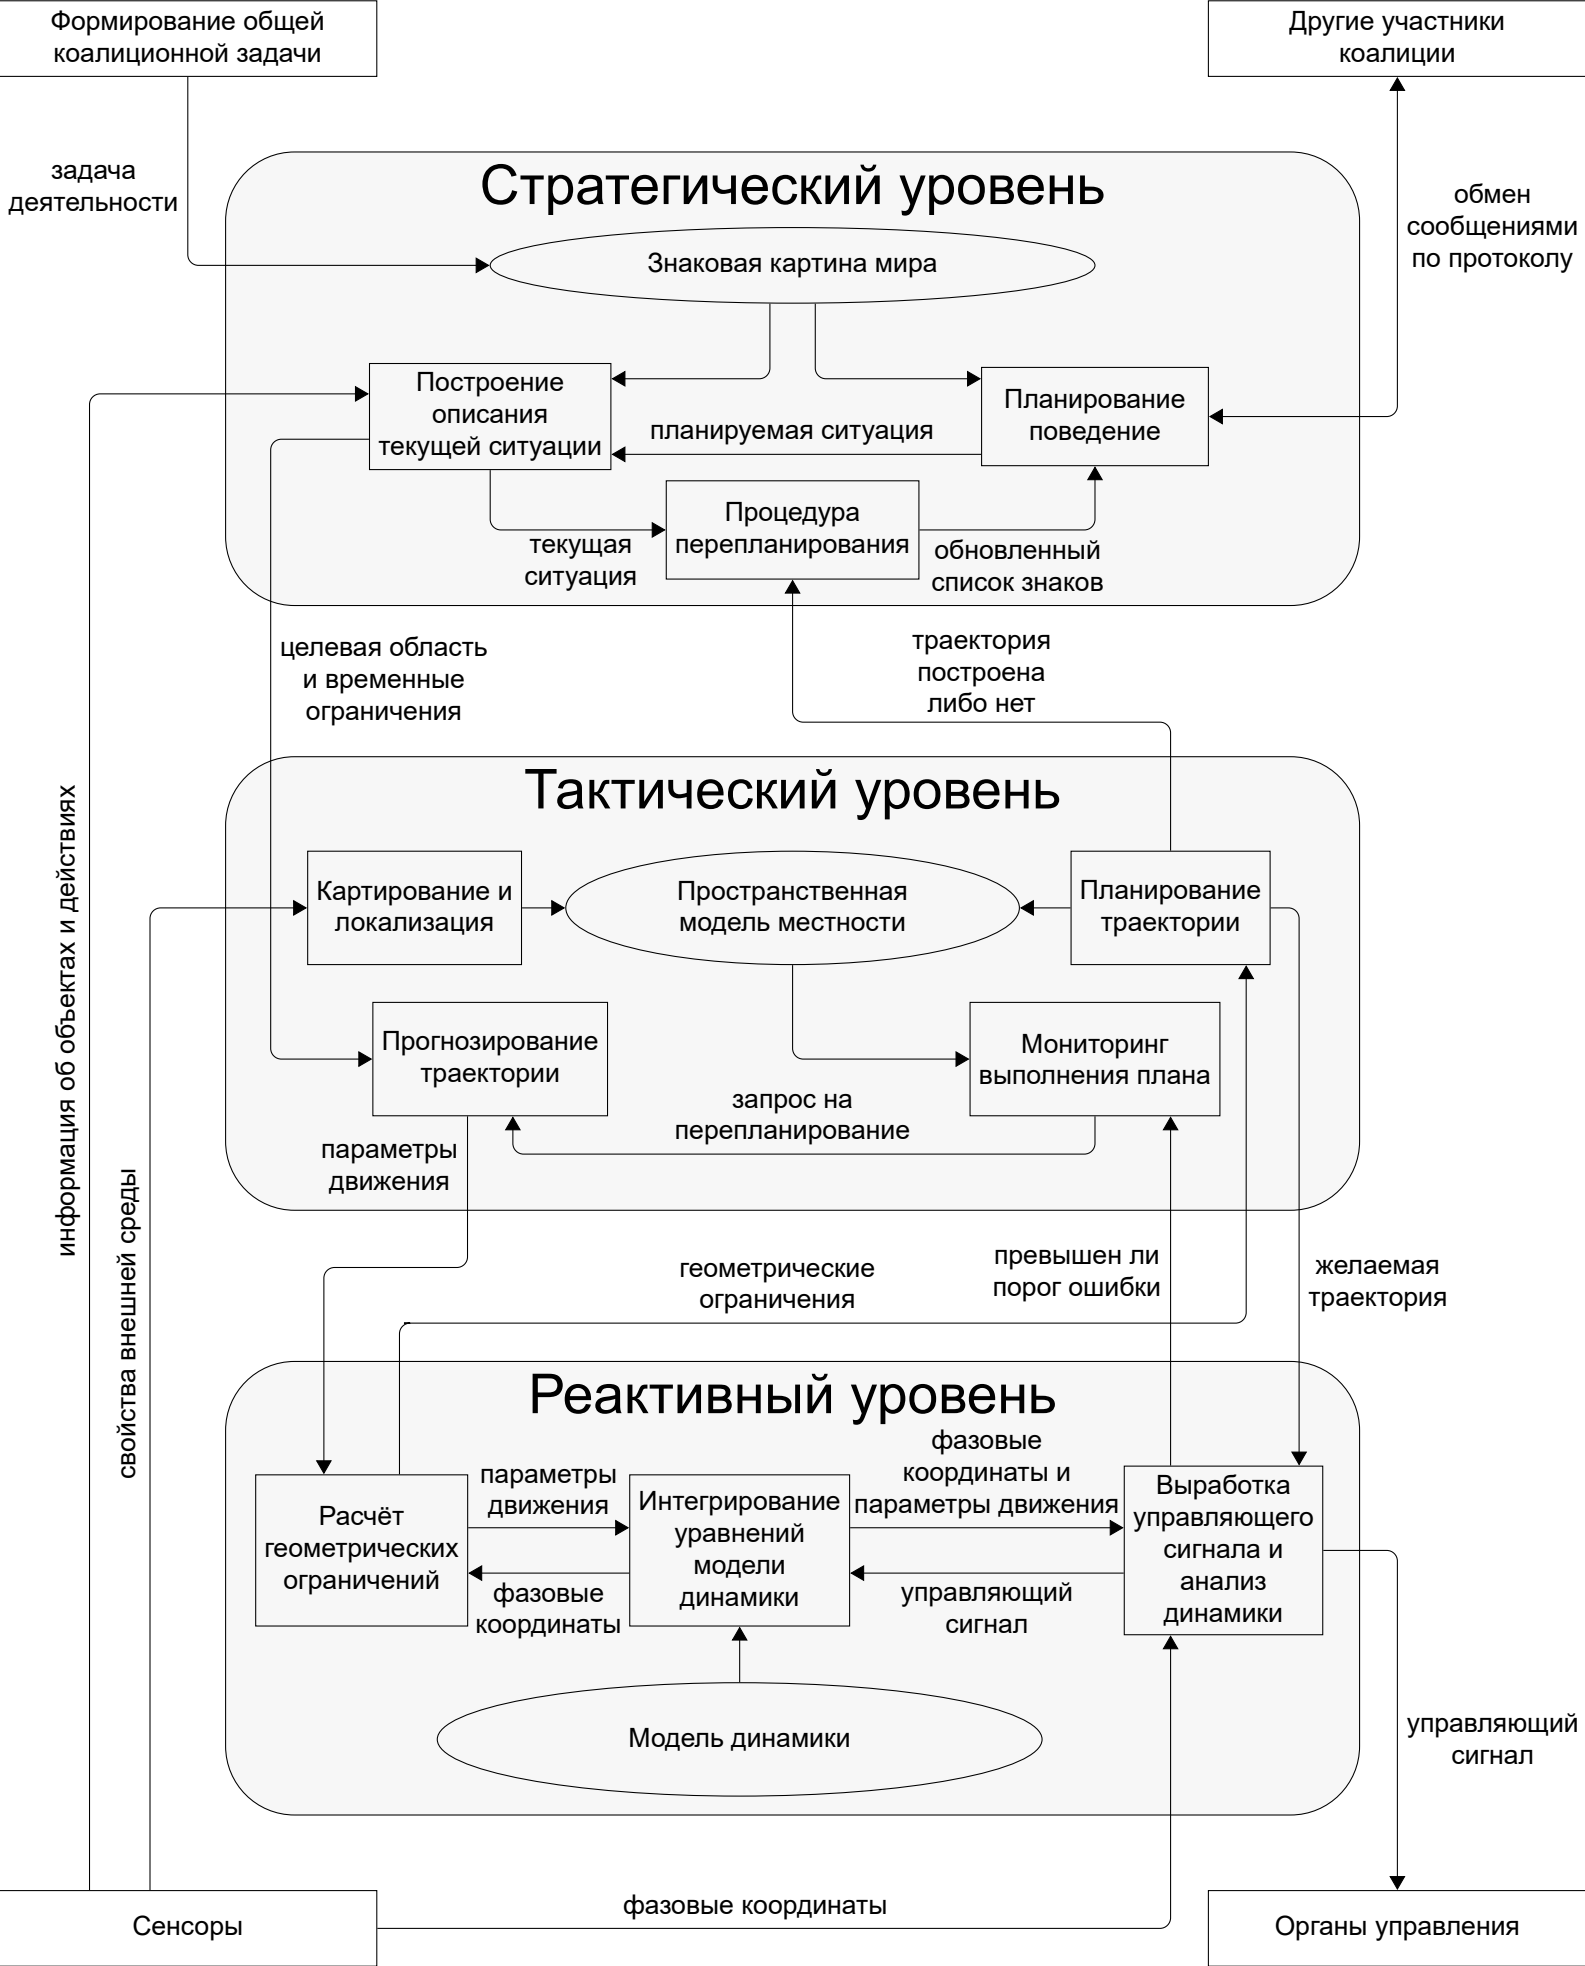 Формирование общей
коалиционной задачи
Другие участники
коалиции
задача
деятельности
обмен
сообщениями
по протоколу
Стратегический уровень
Знаковая картина мира
Построение
описания
текущей ситуации
планируемая ситуация
Планирование
поведение
текущая
ситуация
Процедура
перепланирования
обновленный
список знаков
целевая область
и временные
ограничения
траектория
построена
либо нет
информация об объектах и действиях
свойства внешней среды
Тактический уровень
Картирование и
локализация
Пространственная
модель местности
Планирование
траектории
Прогнозирование
траектории
Мониторинг
выполнения плана
запрос на
перепланирование
параметры
движения
геометрические
ограничения
превышен ли
порог ошибки
желаемая
траектория
Реактивный уровень
Расчёт
геометрических
ограничений
параметры
движения
фазовые
координаты
Интегрирование
уравнений
модели
динамики
фазовые
координаты и
параметры движения
управляющий
сигнал
Выработка
управляющего
сигнала и
анализ
динамики
Модель динамики
управляющий
сигнал
Сенсоры
фазовые координаты
Органы управления